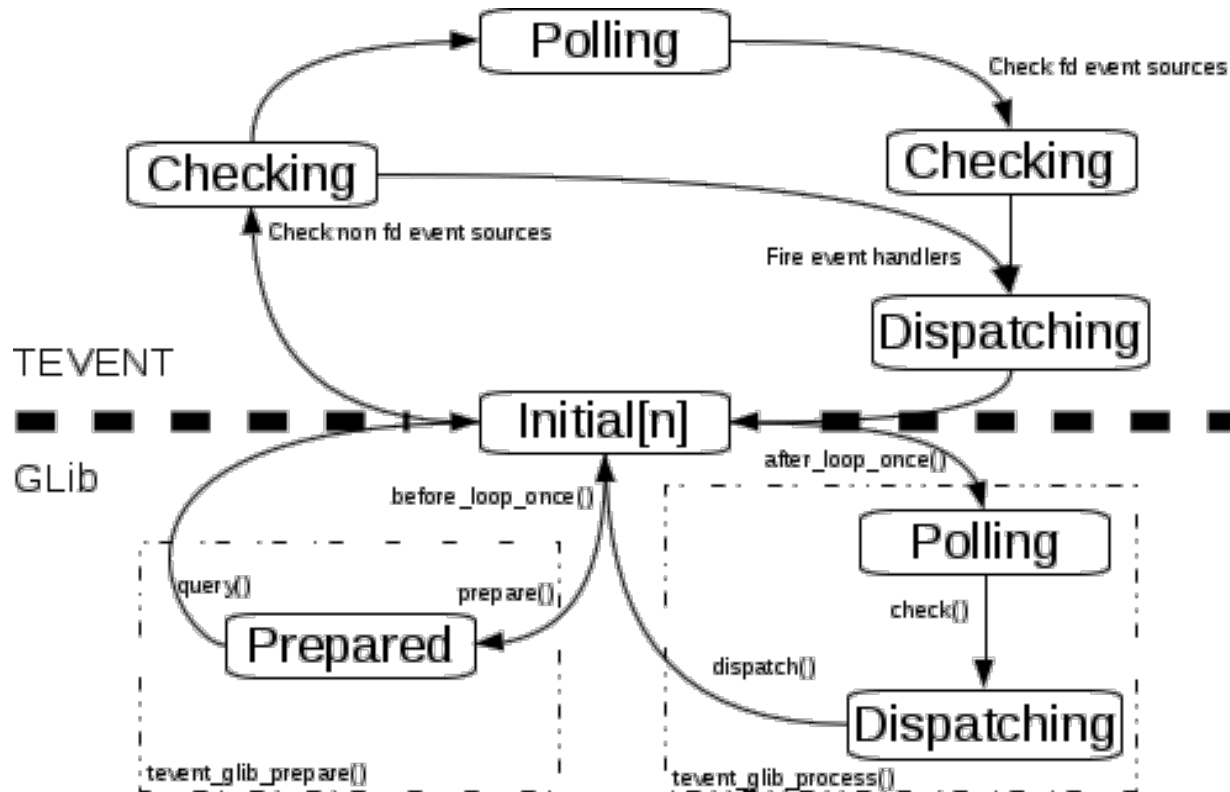 Polling
Check fd event sources
Checking
Checking
Check non fd event sources
Fire event handlers
Dispatching
TEVENT
Initial[n]
GLib
after_loop_once()
before_loop_once()
Polling
query()
prepare()
check()
Prepared
dispatch()
Dispatching
tevent_glib_prepare()
tevent_glib_process()